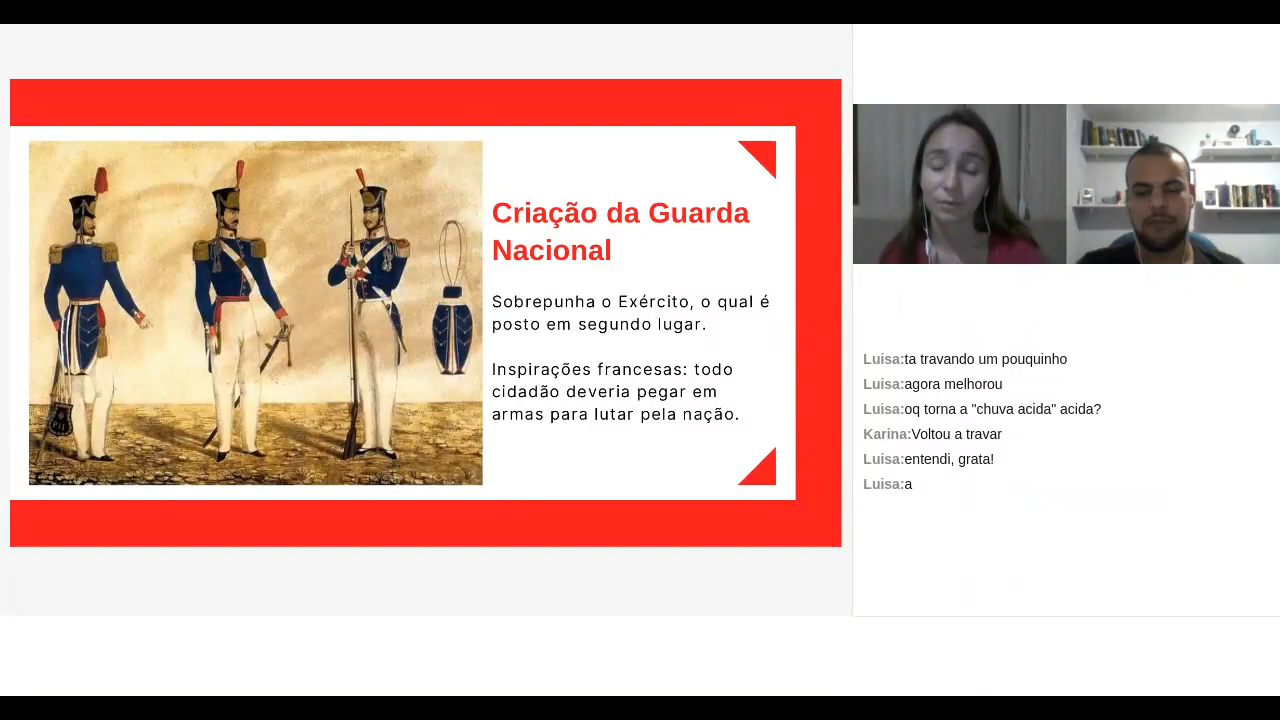 Criação da Guarda
Nacional
Sobrepunha o Exército, o qual é
posto em segundo lugar.
Inspirações francesas: todo
cidadão deveria pegar em
armas para lutar pela nação.
Luisa:ta travando um pouquinho
Luisa:agora melhorou
Luisa:oq torna a "chuva acida" acida?
Karina:Voltou a travar
Luisa:entendi, grata!
Luisa:a